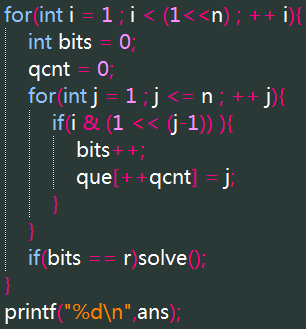 for(int i = 1 ; i < (1<<n) ; ++ i){
int bits = 0;
qcnt = 0;
for(int j = 1 ; j <= n ; ++ j){
if(i & (1 << (j-1)) ){
bits++;
que[++qcnt] = j;
}
}
if(bits == r)solve();
}
printf("%d\n",ans);